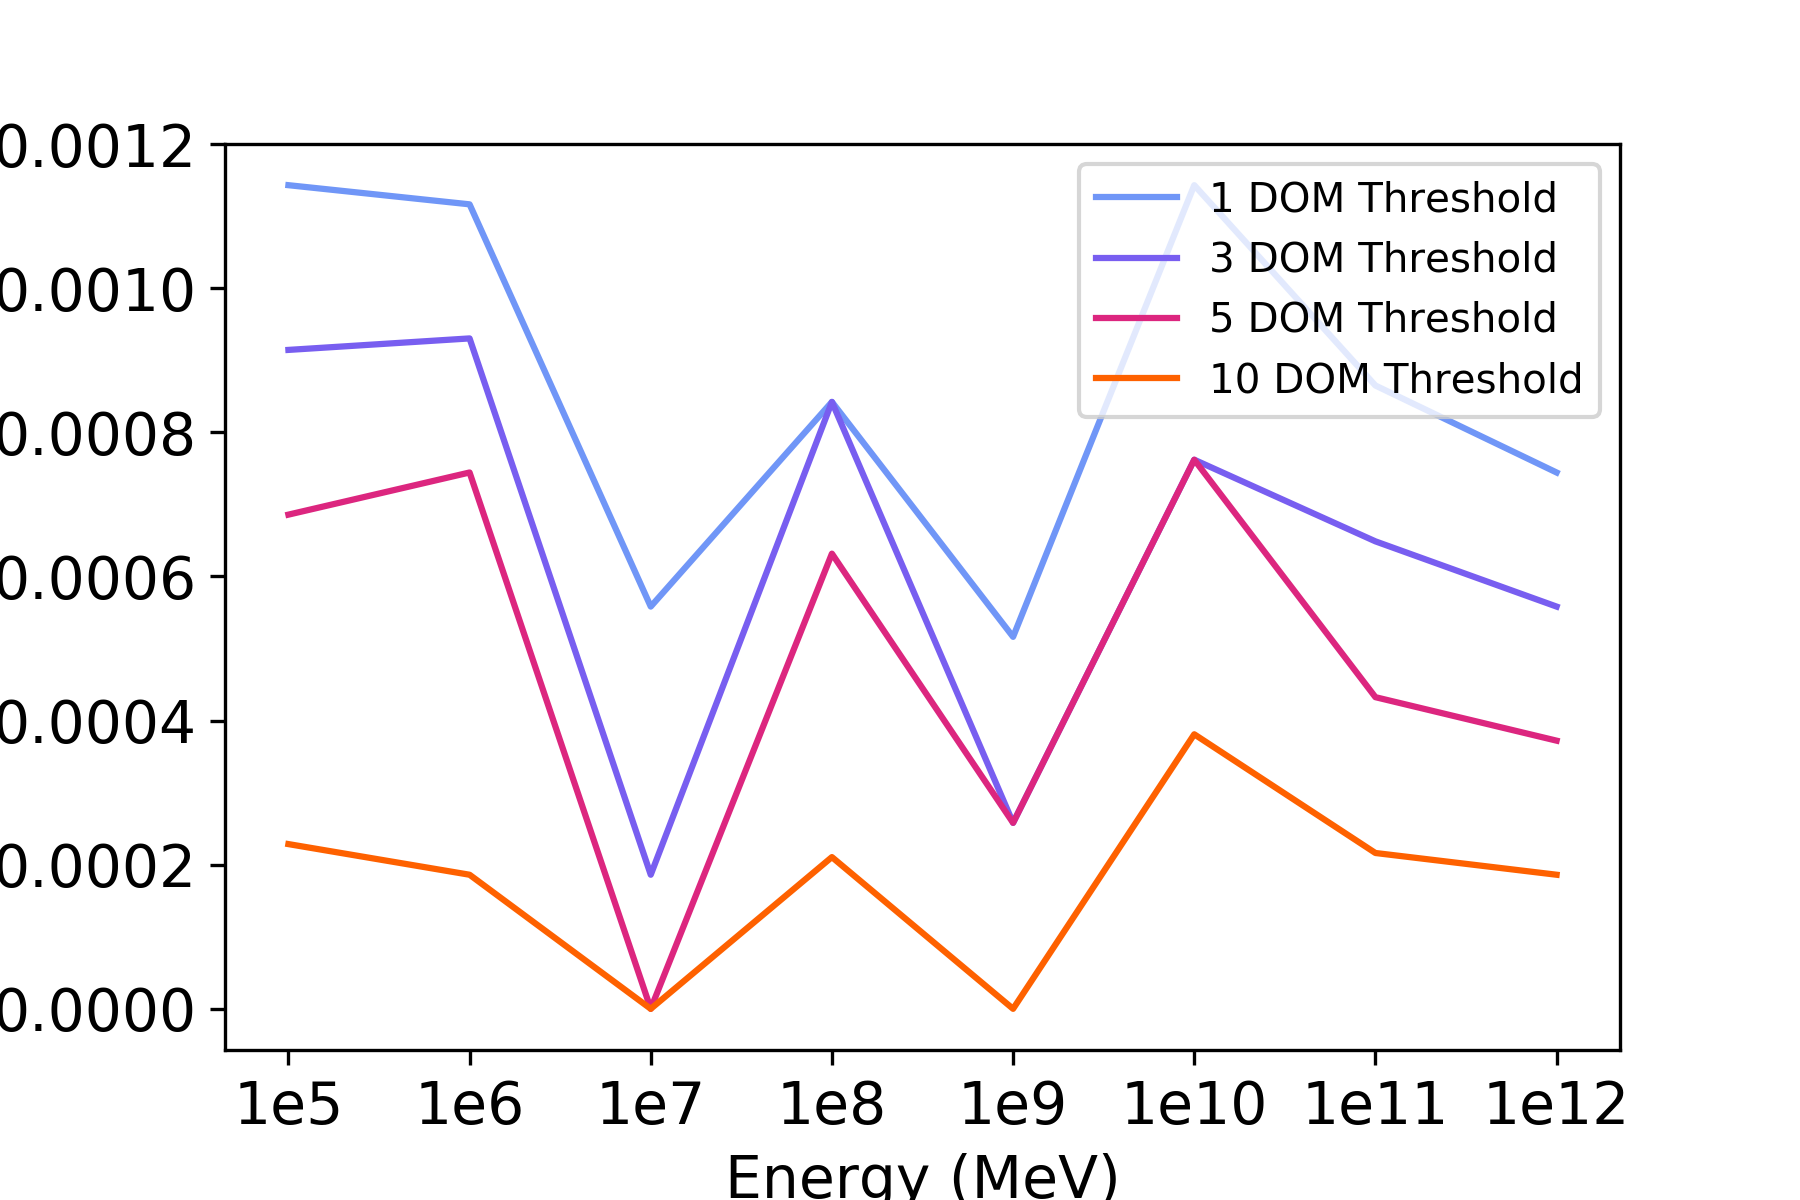 0.0012
0.0010
0.0008
0.0006
0.0004
0.0002
0.0000
1 DOM Threshold
3 DOM Threshold
5 DOM Threshold
10 DOM Threshold
1e5 1e6 1e7 1e8 1e9 1e10 1e11 1e12
Energy (MeV)